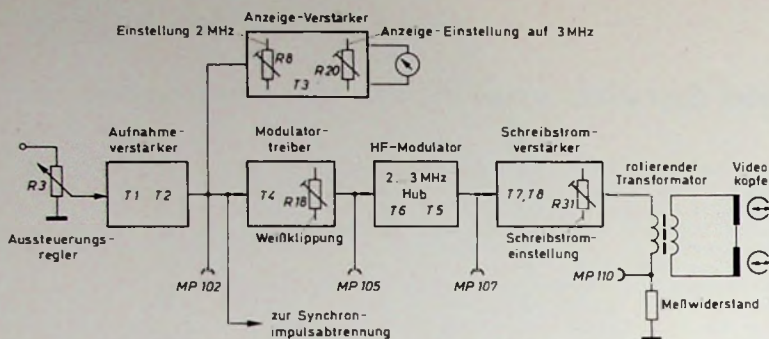 Anzeige-Verstärker
Einstellung 2 MHz
Anzeige-Einstellung auf 3 MHz
R8
R20
T3
Aufnahme-
verstärker
Modulator-
treiber
HF-Modulator
Schreibstrom-
verstärker
rotierender
Transformator
Video
köpfe
R3
T1 T2
T4
R18
2...3 MHz
Hub
T6 T5
T7, T8
R31
Aussteuerungs-
regler
Weißklippung
Schreibstrom-
einstellung
MP 102
MP 105
MP 107
MP 110
Meßwiderstand
zur Synchron-
impulsabtrennung